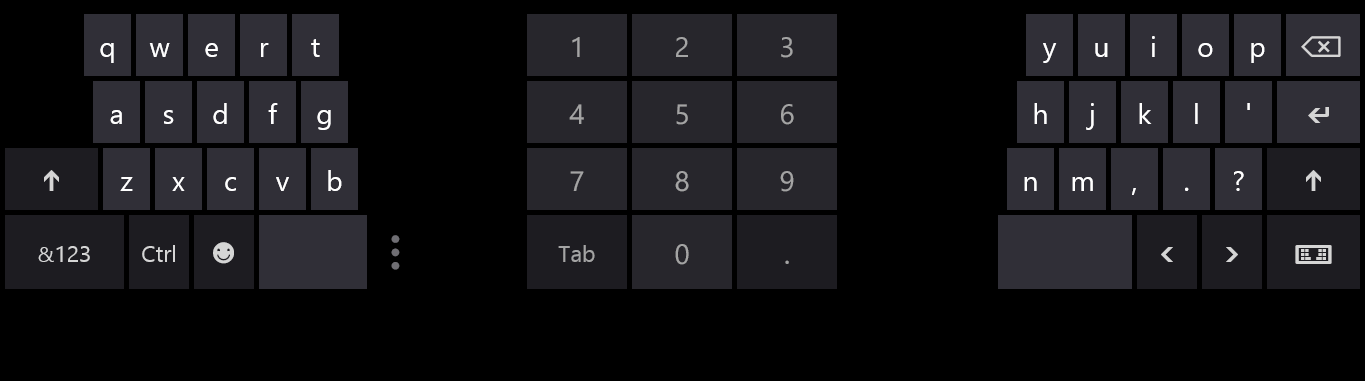 q w e r t 1 2 3 y u i o p
a s d f g 4 5 6 h j k l '
z x c v b 7 8 9 n m , . ?
&123 Ctrl Tab 0 . < >